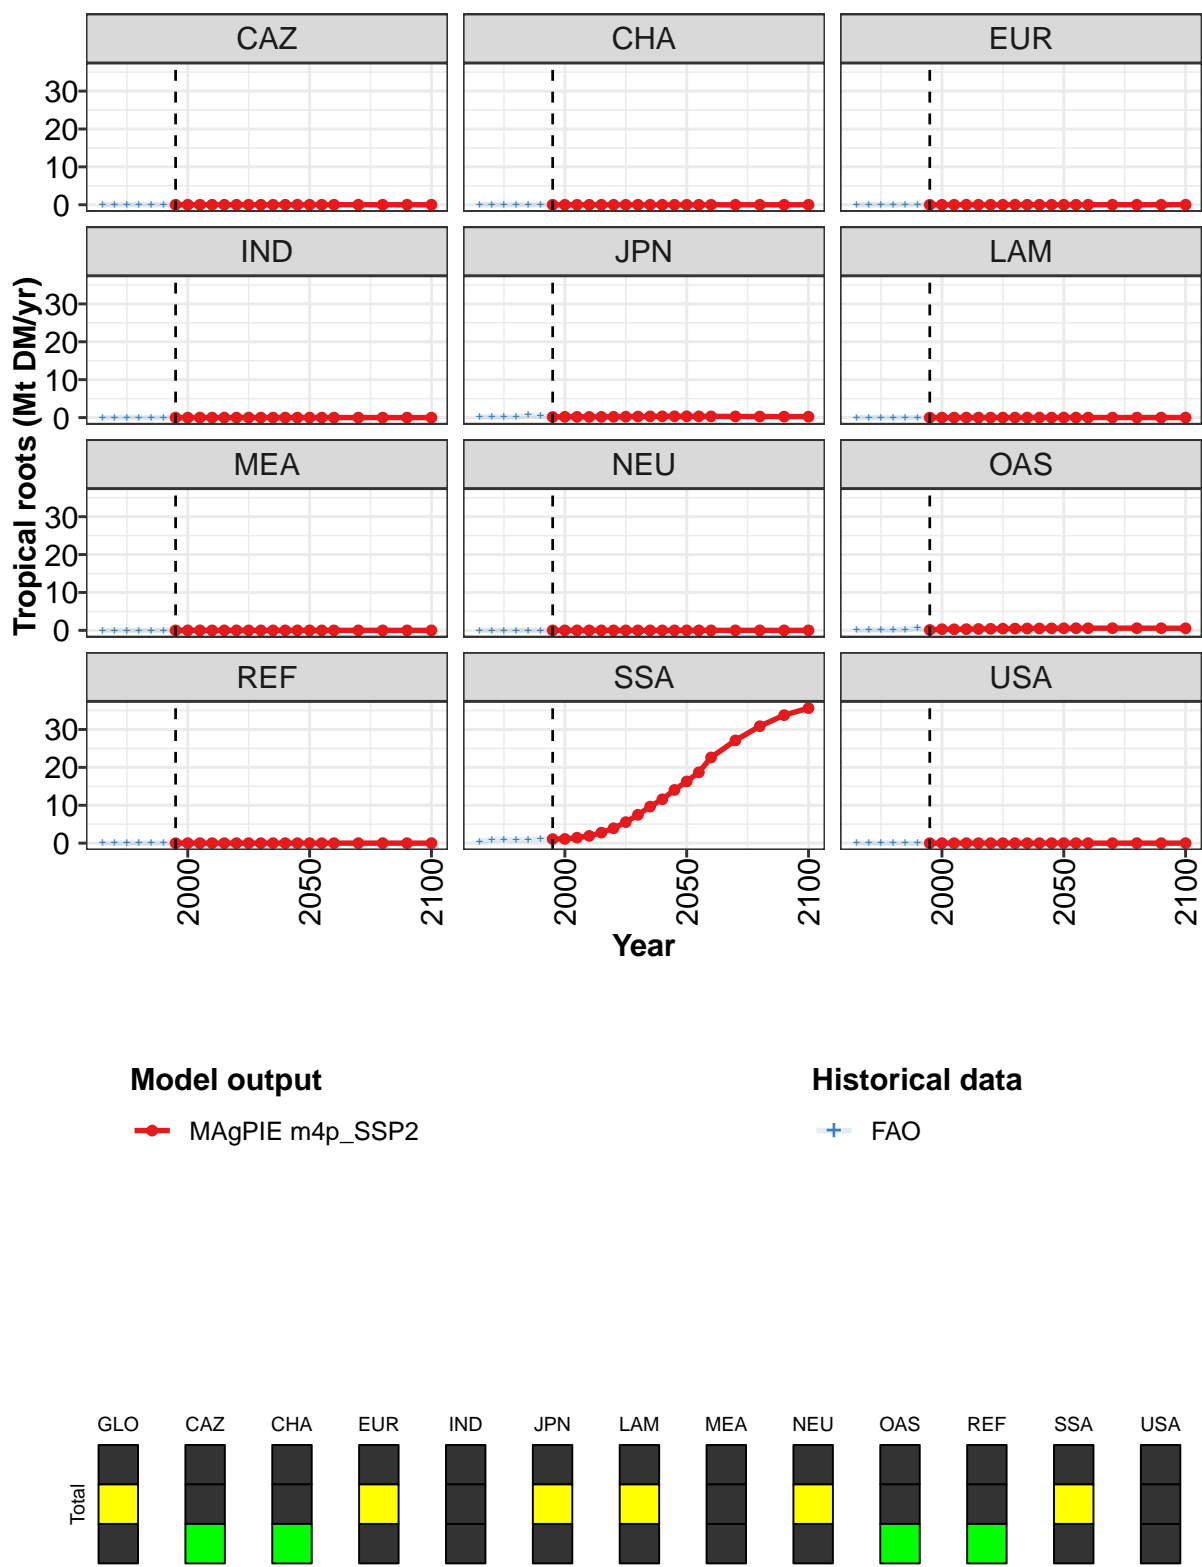 CAZ CHA EUR
30
20
10
0
IND JPN LAM
30
20
10
0
MEA NEU OAS
30
20
10
0
REF SSA USA
30
20
10
0
2000 2050 2100 2000 2050 2100 2000 2050 2100
Year
Tropical roots (Mt DM/yr)
Model output
MAgPIE m4p_SSP2
Historical data
FAO
GLO CAZ CHA EUR IND JPN LAM MEA NEU OAS REF SSA USA
Total